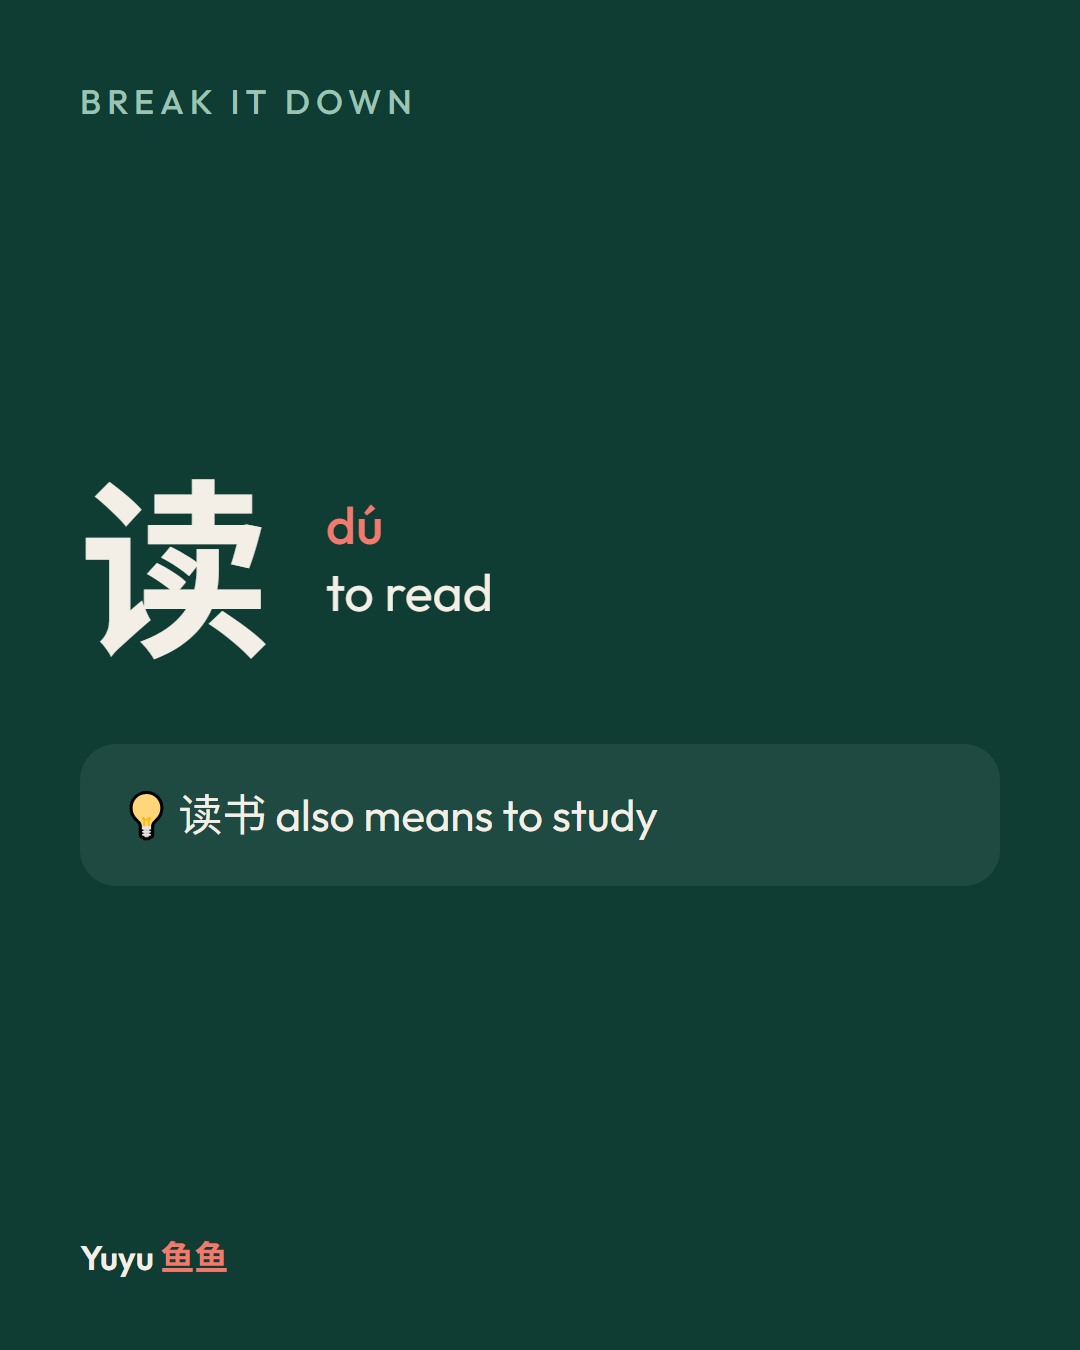 BREAK IT DOWN
读
dú
to read
💡 读书 also means to study
Yuyu 鱼鱼